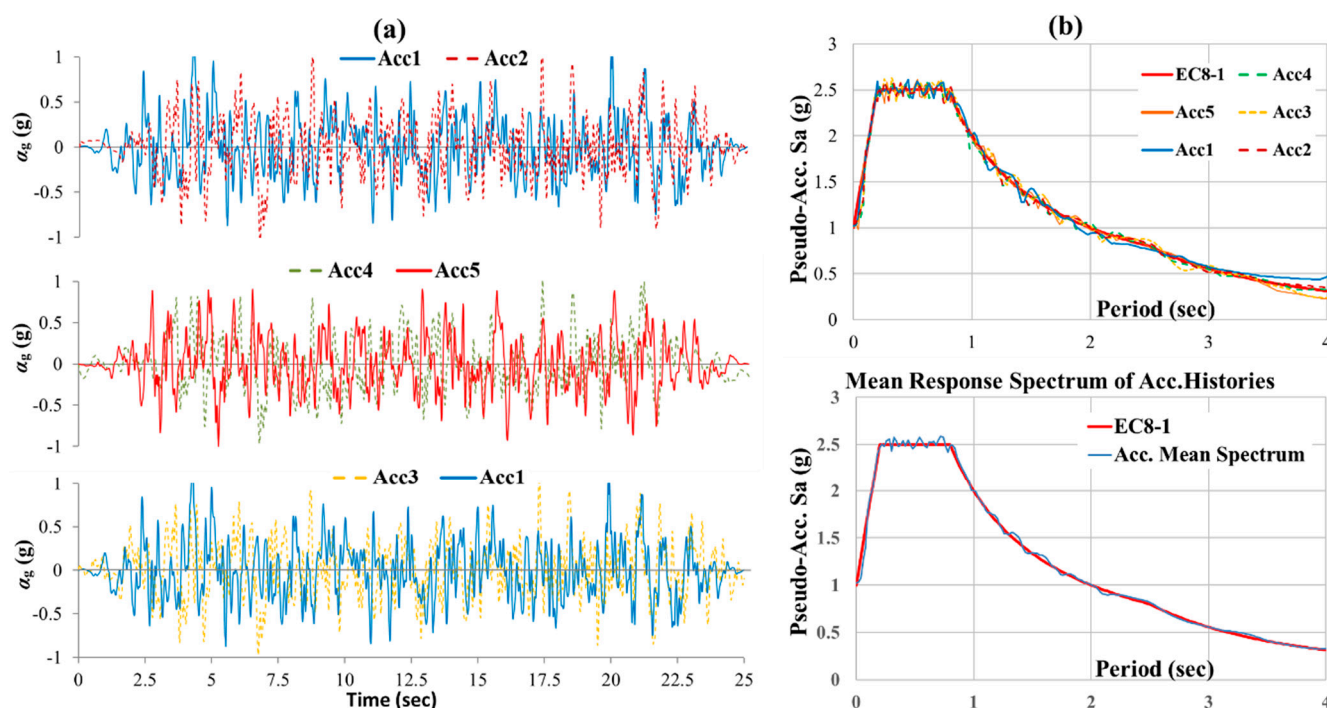 (a)
Acc1 Acc2
αg (g)
1
0.5
0
-0.5
-1
Acc4 Acc5
αg (g)
1
0.5
0
-0.5
-1
Acc3 Acc1
αg (g)
1
0.5
0
-0.5
-1
0 2.5 5 7.5 10 12.5 15 17.5 20 22.5 25
Time (sec)
(b)
Pseudo-Acc. Sa (g)
3
2.5
2
1.5
1
0.5
0
EC8-1 Acc4
Acc5 Acc3
Acc1 Acc2
Period (sec)
0 1 2 3 4
Mean Response Spectrum of Acc.Histories
Pseudo-Acc. Sa (g)
3
2.5
2
1.5
1
0.5
0
EC8-1
Acc. Mean Spectrum
Period (sec)
0 1 2 3 4